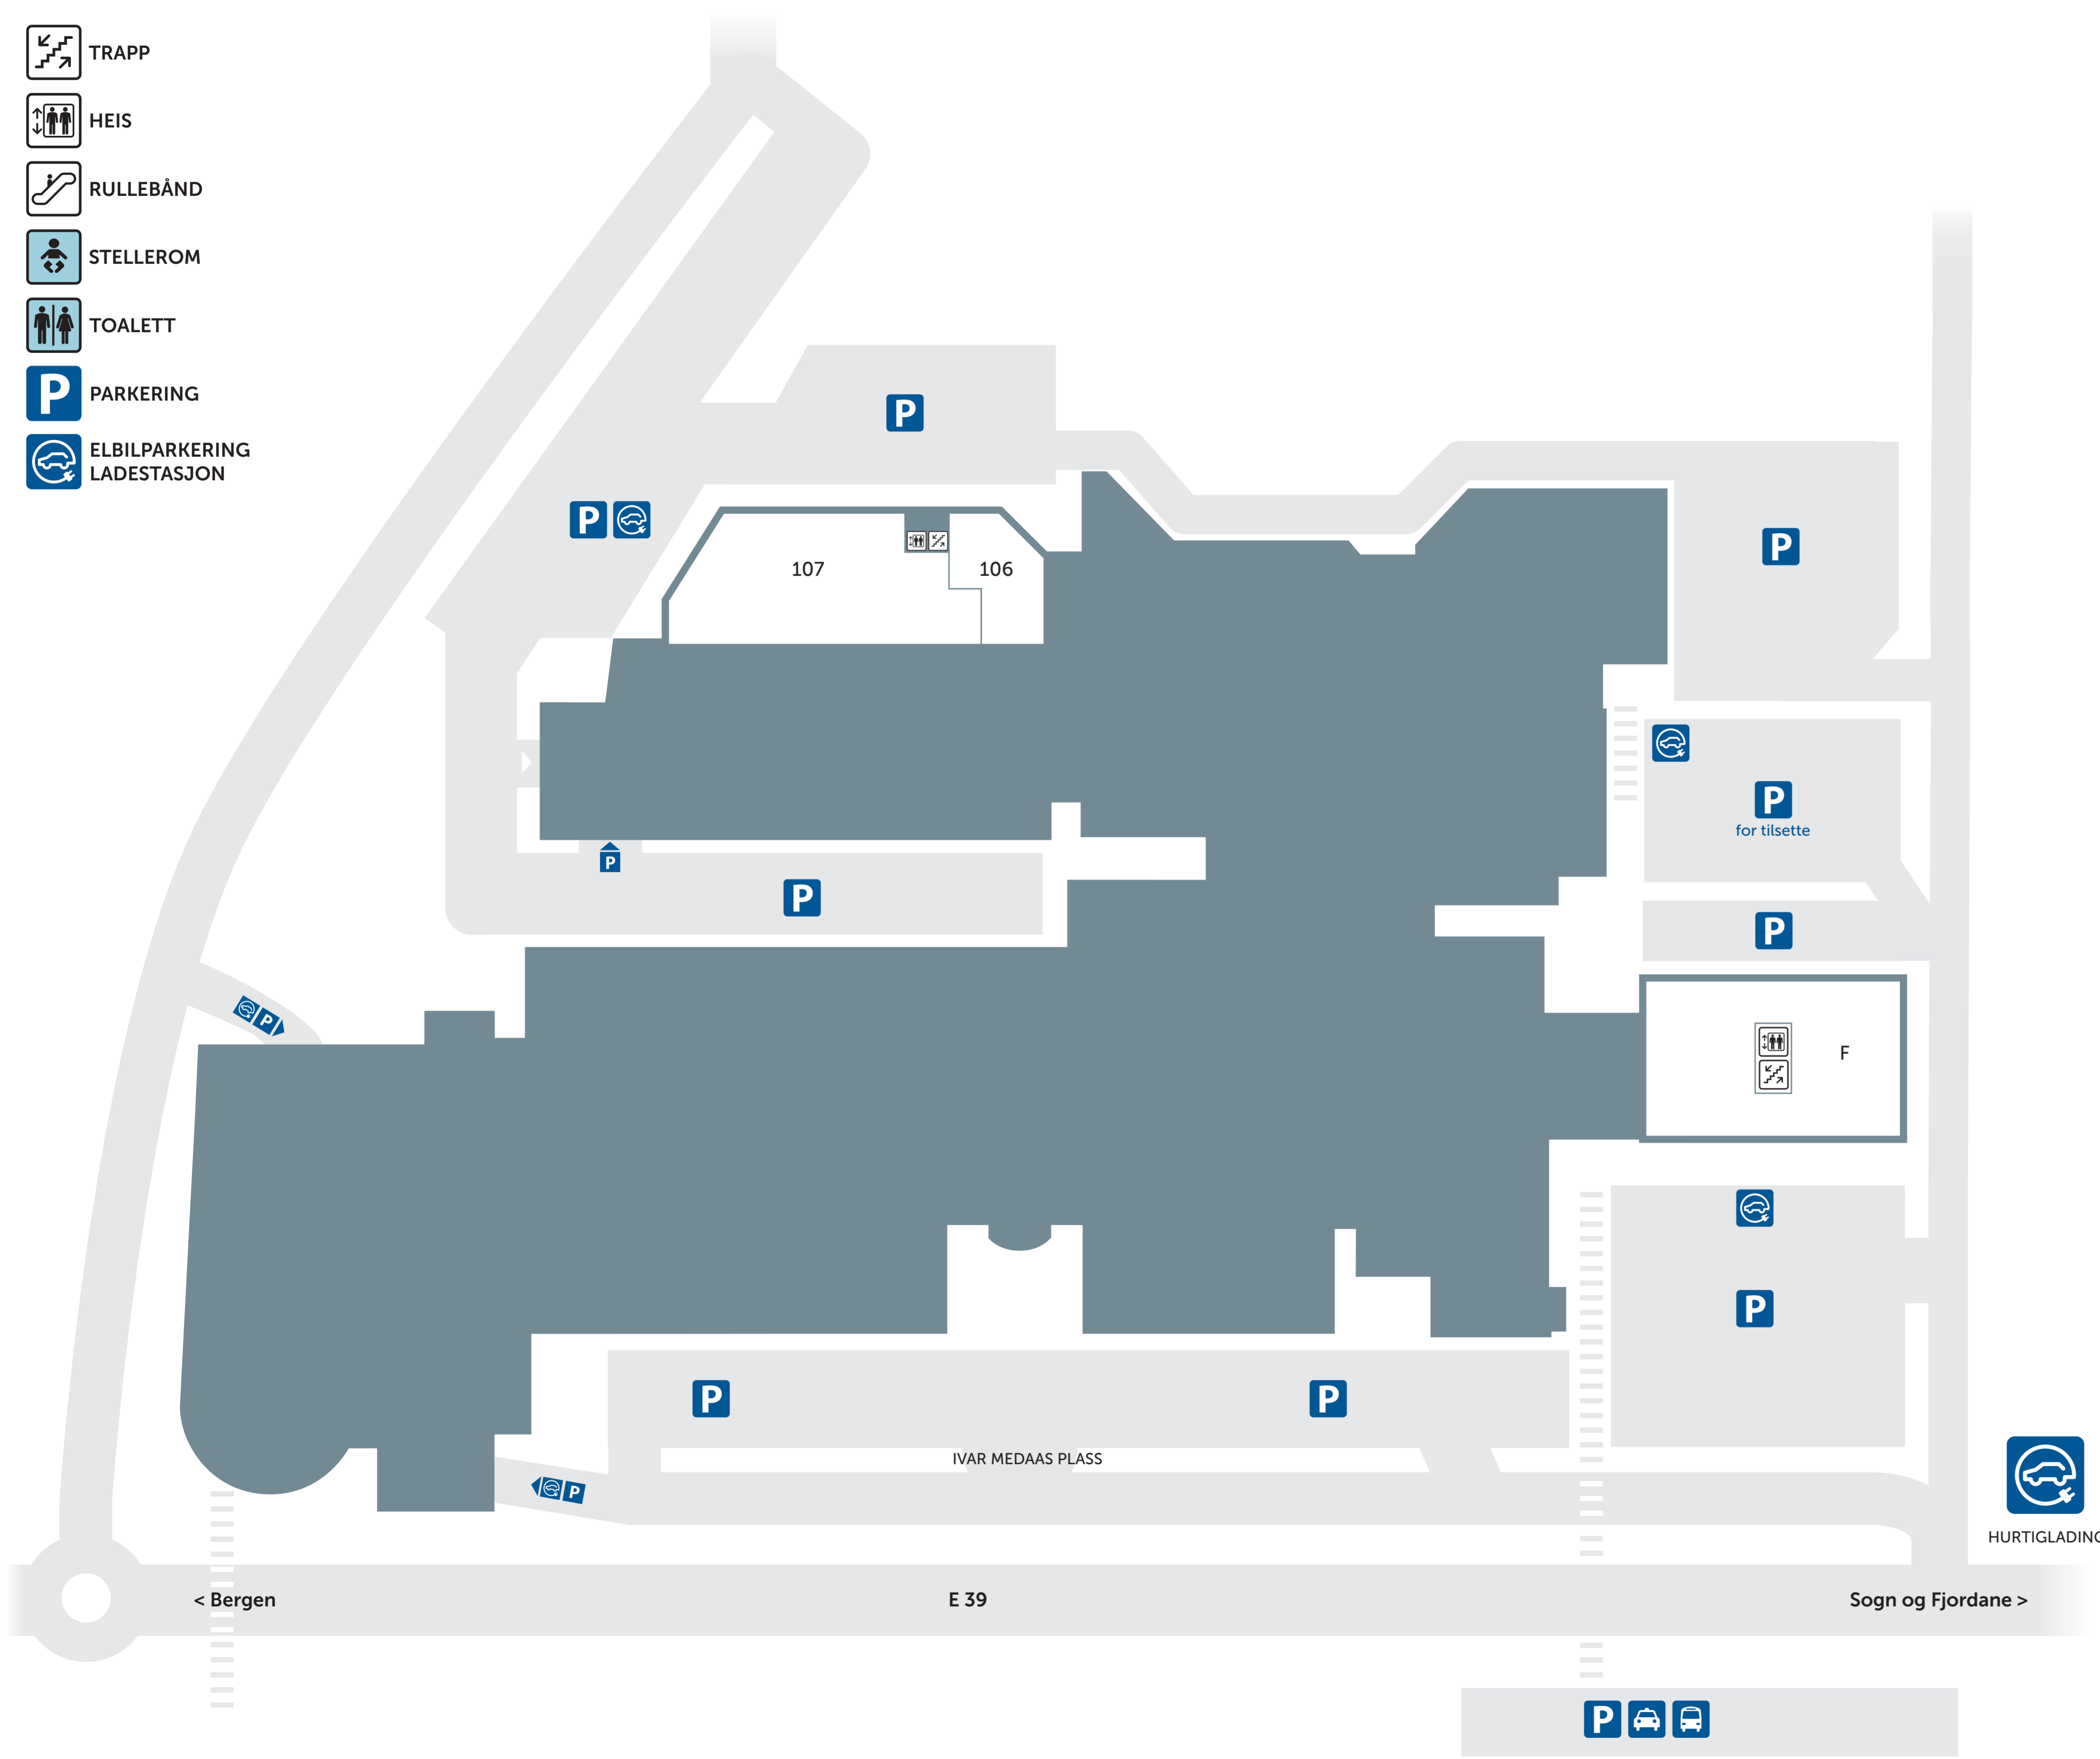 TRAPP
HEIS
RULLEBÅND
STELLEROM
TOALETT
P PARKERING
ELBILPARKERING
LADESTASJON
P
P
P
107
106
P
for tilsette
P
P
P
P
P
F
P
P
P
IVAR MEDAAS PLASS
P
HURTIGLADING
< Bergen
E 39
Sogn og Fjordane >
P